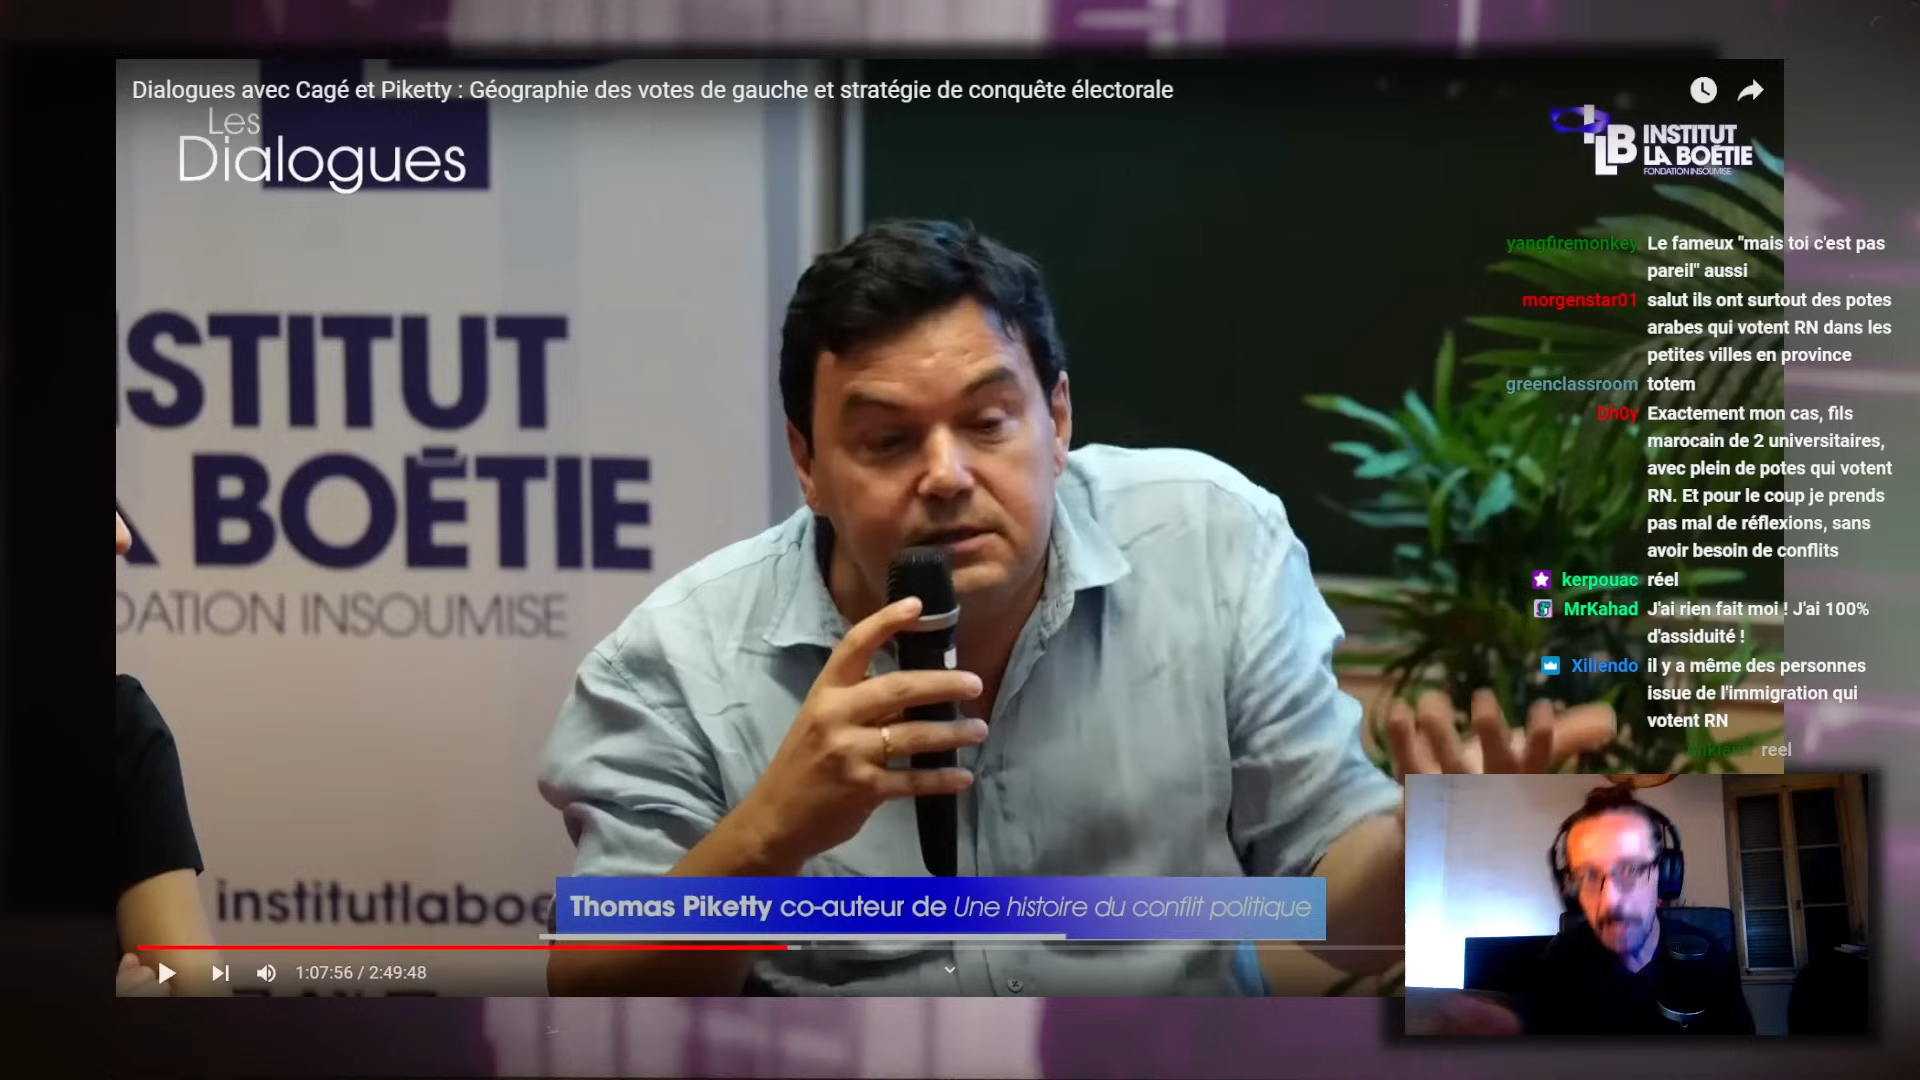 Dialogues avec Cagé et Piketty : Géographie des votes de gauche et stratégie de conquête électorale
Les
Dialogues
LB
INSTITUT
LA BOÉTIE
FONDATION INSOUMISE
yangfiremonkey Le fameux "mais toi c'est pas
pareil" aussi
morgenstar01 salut ils ont surtout des potes
arabes qui votent RN dans les
petites villes en province
greenclassroom totem
Dh0y Exactement mon cas, fils
marocain de 2 universitaires,
avec plein de potes qui votent
RN. Et pour le coup je prends
pas mal de réflexions, sans
avoir besoin de conflits
kerpouac réel
MrKahad J'ai rien fait moi ! J'ai 100%
d'assiduité !
Xillendo il y a même des personnes
issue de l'immigration qui
votent RN
reel
NSTITUT
LA BOÉTIE
DATION INSOUMISE
institutlaboe
Thomas Piketty co-auteur de Une histoire du conflit politique
1:07:56 / 2:49:48